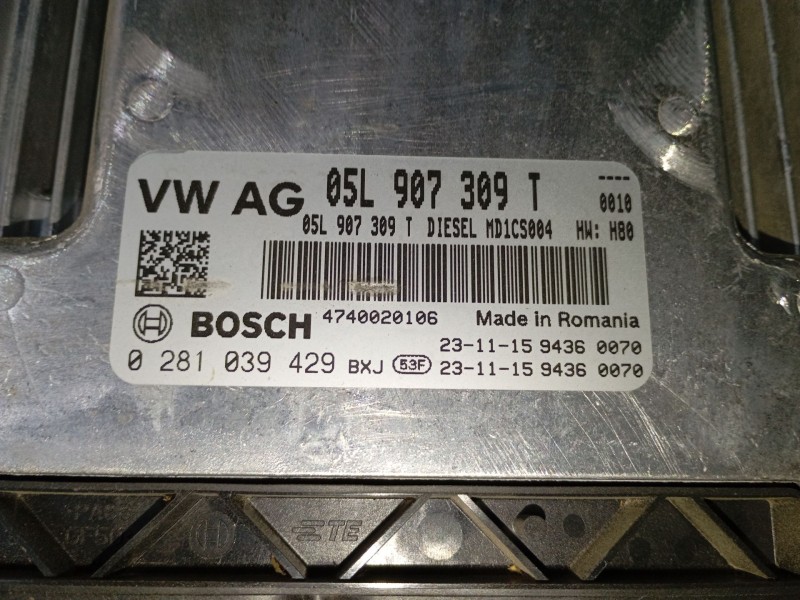 VW AG 05L 907 309 T ----
0010
05L 907 309 T DIESEL MD1CS004 HW: H80
BOSCH 4740020106 Made in Romania
23-11-15 9436 0070
0 281 039 429 BXJ 53F 23-11-15 9436 0070
TE